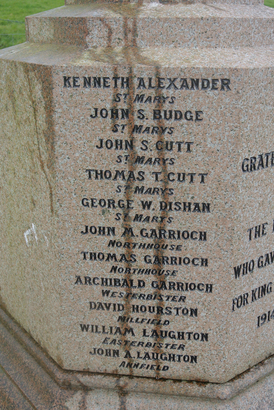 KENNETH ALEXANDER
ST MARYS
JOHN S. BUDGE
ST MARYS
JOHN S. CUTT
ST MARYS
THOMAS T. CUTT
ST MARYS
GEORGE W. DISHAN
ST MARYS
JOHN M. GARRIOCH
NORTHHOUSE
THOMAS GARRIOCH
NORTHHOUSE
ARCHIBALD GARRIOCH
WESTERBISTER
DAVID HOURSTON
MILLFIELD
WILLIAM LAUGHTON
EASTERBISTER
JOHN A. LAUGHTON
ANNFIELD
THE
WHO GAV
FOR KING
1914